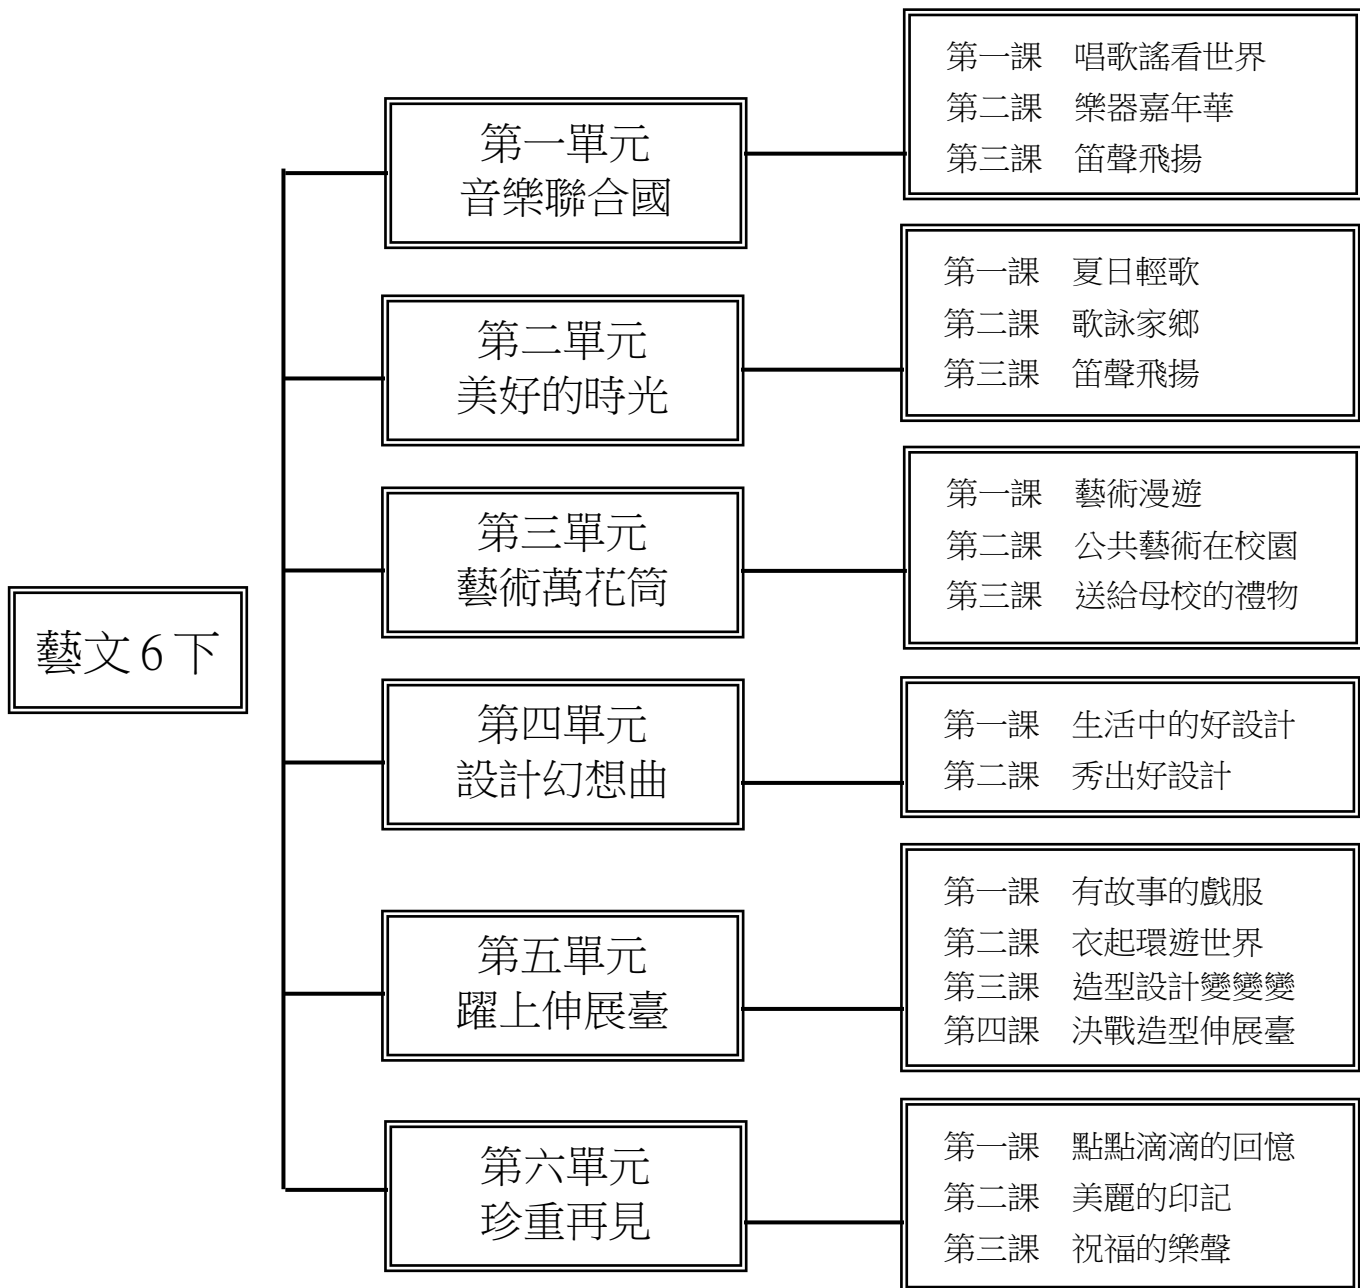 藝文6下
第一單元
音樂聯合國
第一課　唱歌謠看世界
第二課　樂器嘉年華
第三課　笛聲飛揚
第二單元
美好的時光
第一課　夏日輕歌
第二課　歌詠家鄉
第三課　笛聲飛揚
第三單元
藝術萬花筒
第一課　藝術漫遊
第二課　公共藝術在校園
第三課　送給母校的禮物
第四單元
設計幻想曲
第一課　生活中的好設計
第二課　秀出好設計
第五單元
躍上伸展臺
第一課　有故事的戲服
第二課　衣起環遊世界
第三課　造型設計變變變
第四課　決戰造型伸展臺
第六單元
珍重再見
第一課　點點滴滴的回憶
第二課　美麗的印記
第三課　祝福的樂聲